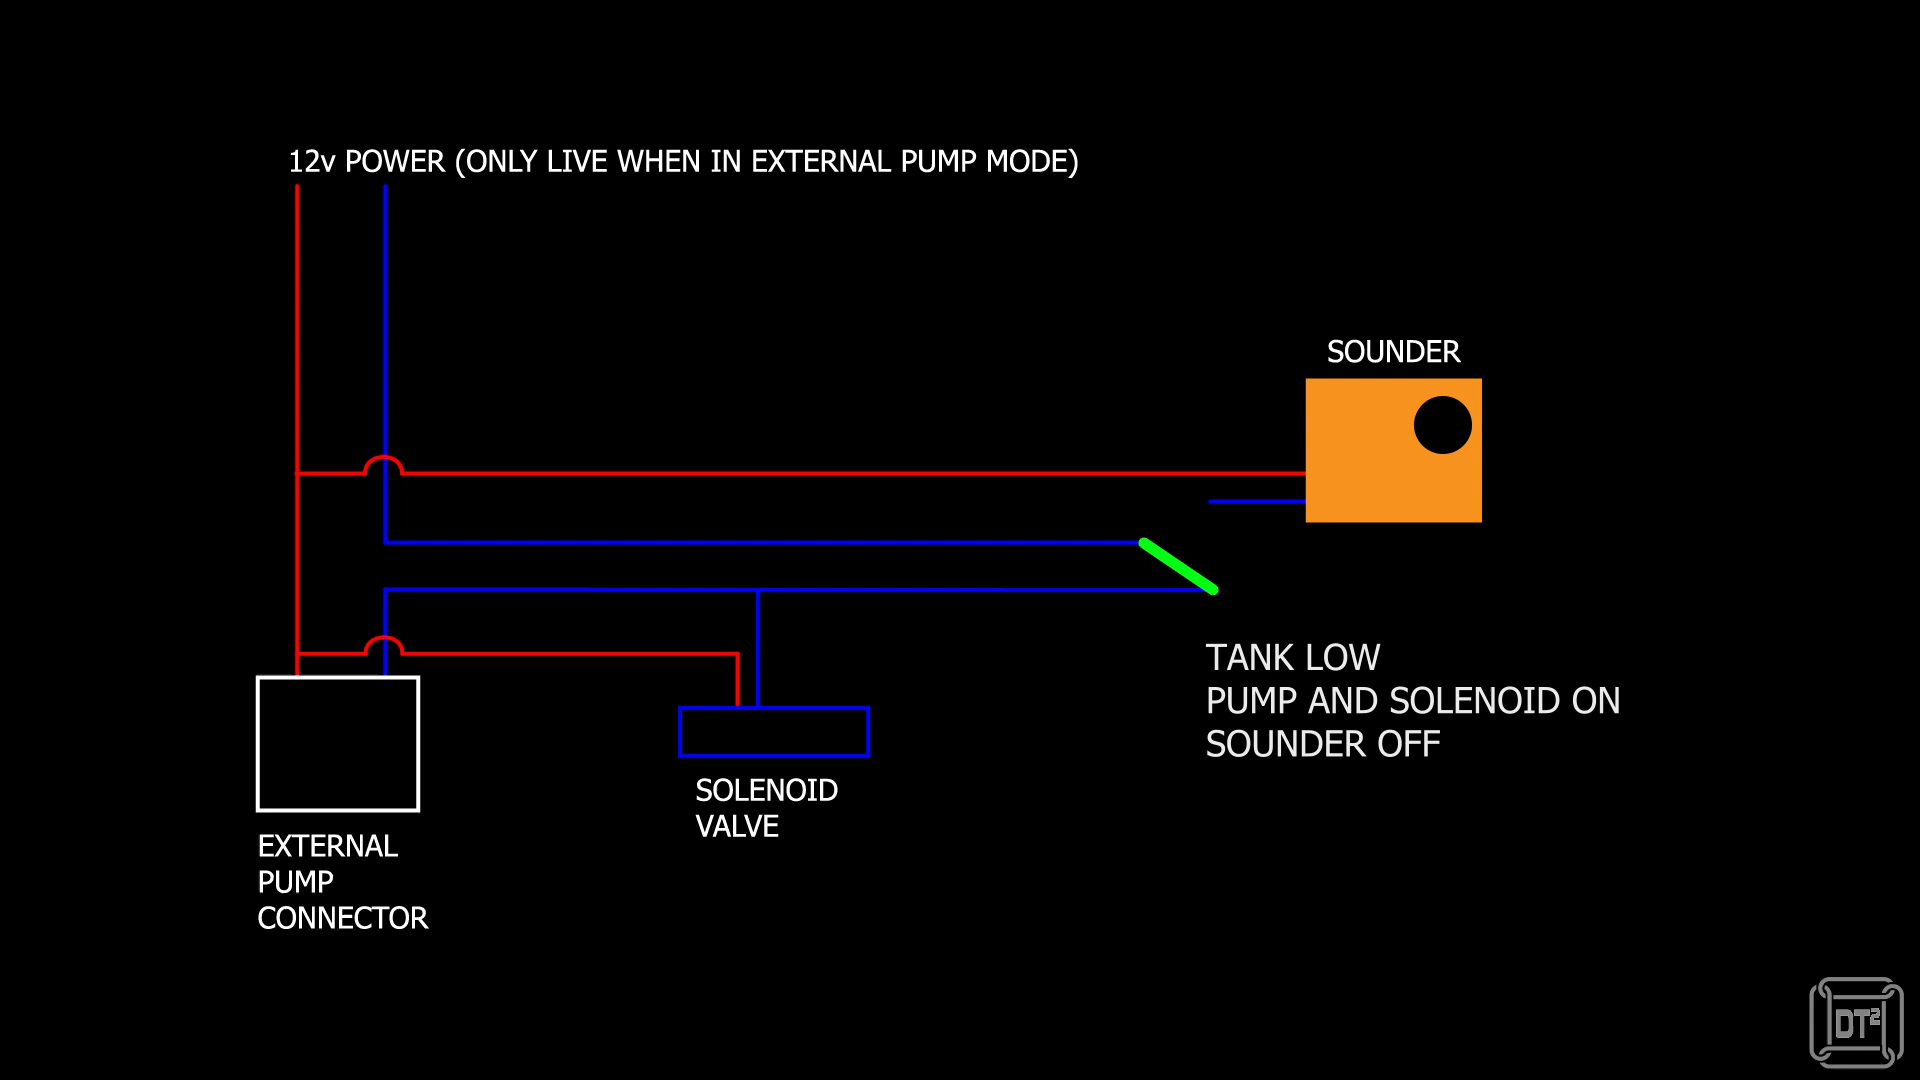 12v POWER (ONLY LIVE WHEN IN EXTERNAL PUMP MODE)
SOUNDER
TANK LOW
PUMP AND SOLENOID ON
SOUNDER OFF
SOLENOID
VALVE
EXTERNAL
PUMP
CONNECTOR
DT²